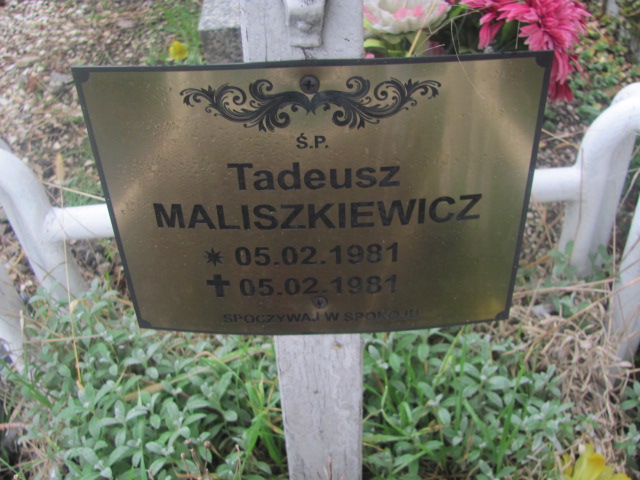 Ś.P.
Tadeusz
MALISZKIEWICZ
✷ 05.02.1981
✝ 05.02.1981
SPOCZYWAJ W SPOKOJU